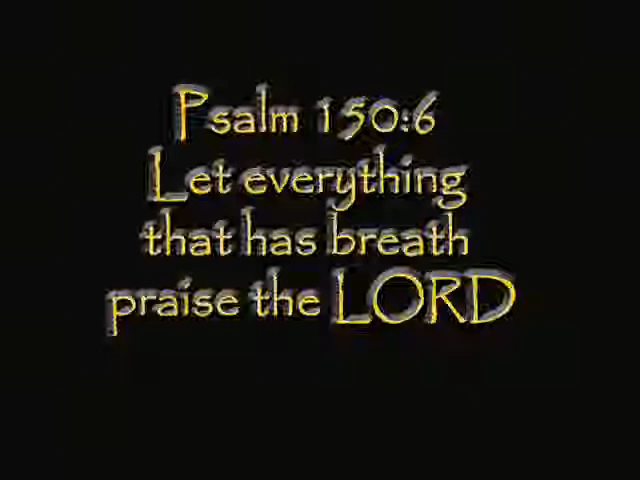 Psalm 150:6
Let everything
that has breath
praise the LORD